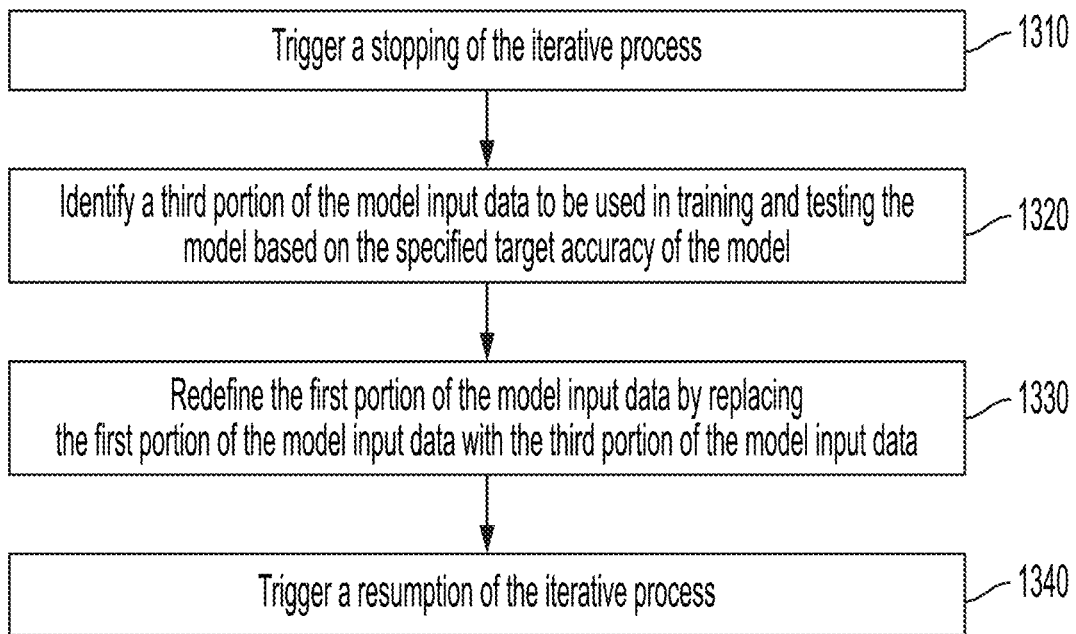 Trigger a stopping of the iterative process
1310
Identify a third portion of the model input data to be used in training and testing the
model based on the specified target accuracy of the model
1320
Redefine the first portion of the model input data by replacing
the first portion of the model input data with the third portion of the model input data
1330
Trigger a resumption of the iterative process
1340